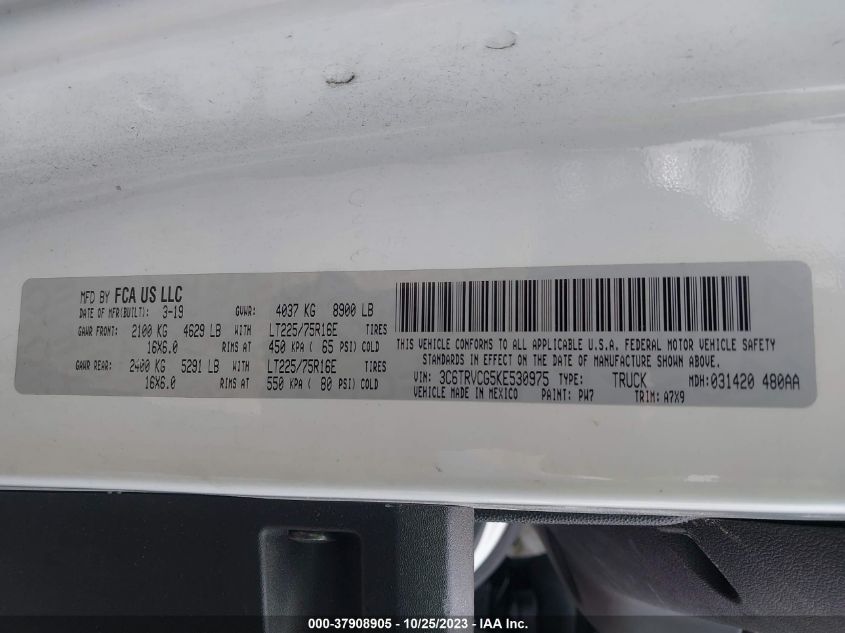 MFD BY FCA US LLC
DATE OF MFR(BUILT): 3-19 GVWR: 4037 KG 8900 LB
GAWR FRONT: 2100 KG 4629 LB WITH LT225/75R16E TIRES
16X6.0 RIMS AT 450 KPA ( 65 PSI) COLD
GAWR REAR: 2400 KG 5291 LB WITH LT225/75R16E TIRES
16X6.0 RIMS AT 550 KPA ( 80 PSI) COLD
THIS VEHICLE CONFORMS TO ALL APPLICABLE U.S.A. FEDERAL MOTOR VEHICLE SAFETY
STANDARDS IN EFFECT ON THE DATE OF MANUFACTURE SHOWN ABOVE.
VIN: 3C6TRVCG5KE530975 TYPE: TRUCK MDH: 031420 480AA
VEHICLE MADE IN MEXICO PAINT: PW7 TRIM: A7X9
000-37908905 - 10/25/2023 - IAA Inc.